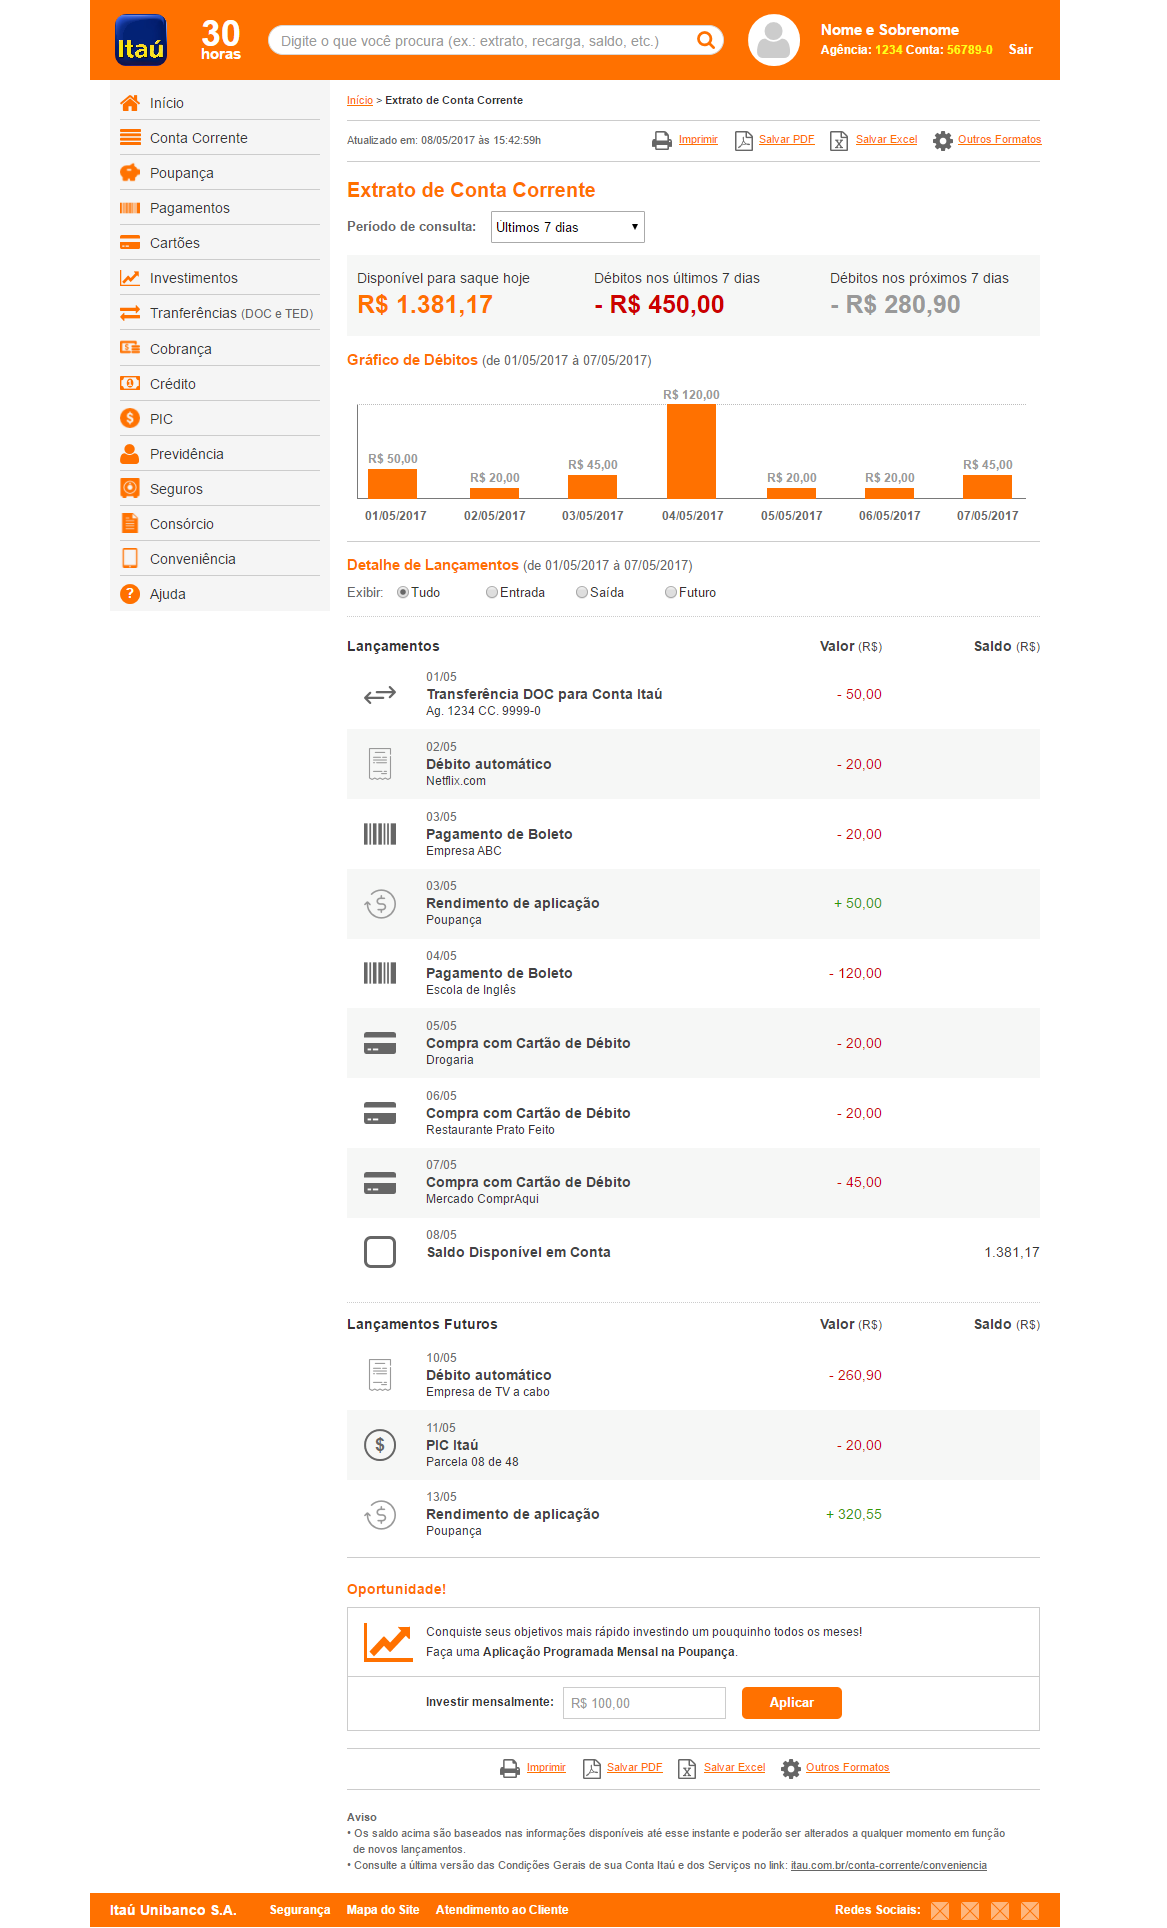 Itaú
30
horas
Digite o que você procura (ex.: extrato, recarga, saldo, etc.)
Nome e Sobrenome
Agência: 1234 Conta: 56789-0 Sair
Início
Conta Corrente
Poupança
Pagamentos
Cartões
Investimentos
Tranferências (DOC e TED)
Cobrança
Crédito
PIC
Previdência
Seguros
Consórcio
Conveniência
Ajuda
Início > Extrato de Conta Corrente
Atualizado em: 08/05/2017 às 15:42:59h
Imprimir Salvar PDF Salvar Excel Outros Formatos
Extrato de Conta Corrente
Período de consulta: Últimos 7 dias
Disponível para saque hoje Débitos nos últimos 7 dias Débitos nos próximos 7 dias
R$ 1.381,17 - R$ 450,00 - R$ 280,90
Gráfico de Débitos (de 01/05/2017 à 07/05/2017)
R$ 50,00 R$ 20,00 R$ 45,00 R$ 120,00 R$ 20,00 R$ 20,00 R$ 45,00
01/05/2017 02/05/2017 03/05/2017 04/05/2017 05/05/2017 06/05/2017 07/05/2017
Detalhe de Lançamentos (de 01/05/2017 à 07/05/2017)
Exibir: Tudo Entrada Saída Futuro
Lançamentos Valor (R$) Saldo (R$)
01/05
Transferência DOC para Conta Itaú - 50,00
Ag. 1234 CC. 9999-0
02/05
Débito automático - 20,00
Netflix.com
03/05
Pagamento de Boleto - 20,00
Empresa ABC
03/05
Rendimento de aplicação + 50,00
Poupança
04/05
Pagamento de Boleto - 120,00
Escola de Inglês
05/05
Compra com Cartão de Débito - 20,00
Drogaria
06/05
Compra com Cartão de Débito - 20,00
Restaurante Prato Feito
07/05
Compra com Cartão de Débito - 45,00
Mercado ComprAqui
08/05
Saldo Disponível em Conta 1.381,17
Lançamentos Futuros Valor (R$) Saldo (R$)
10/05
Débito automático - 260,90
Empresa de TV a cabo
11/05
PIC Itaú - 20,00
Parcela 08 de 48
13/05
Rendimento de aplicação + 320,55
Poupança
Oportunidade!
Conquiste seus objetivos mais rápido investindo um pouquinho todos os meses!
Faça uma Aplicação Programada Mensal na Poupança.
Investir mensalmente: R$ 100,00 Aplicar
Imprimir Salvar PDF Salvar Excel Outros Formatos
Aviso
• Os saldo acima são baseados nas informações disponíveis até esse instante e poderão ser alterados a qualquer momento em função
de novos lançamentos.
• Consulte a última versão das Condições Gerais de sua Conta Itaú e dos Serviços no link: itau.com.br/conta-corrente/conveniencia
Itaú Unibanco S.A. Segurança Mapa do Site Atendimento ao Cliente Redes Sociais: